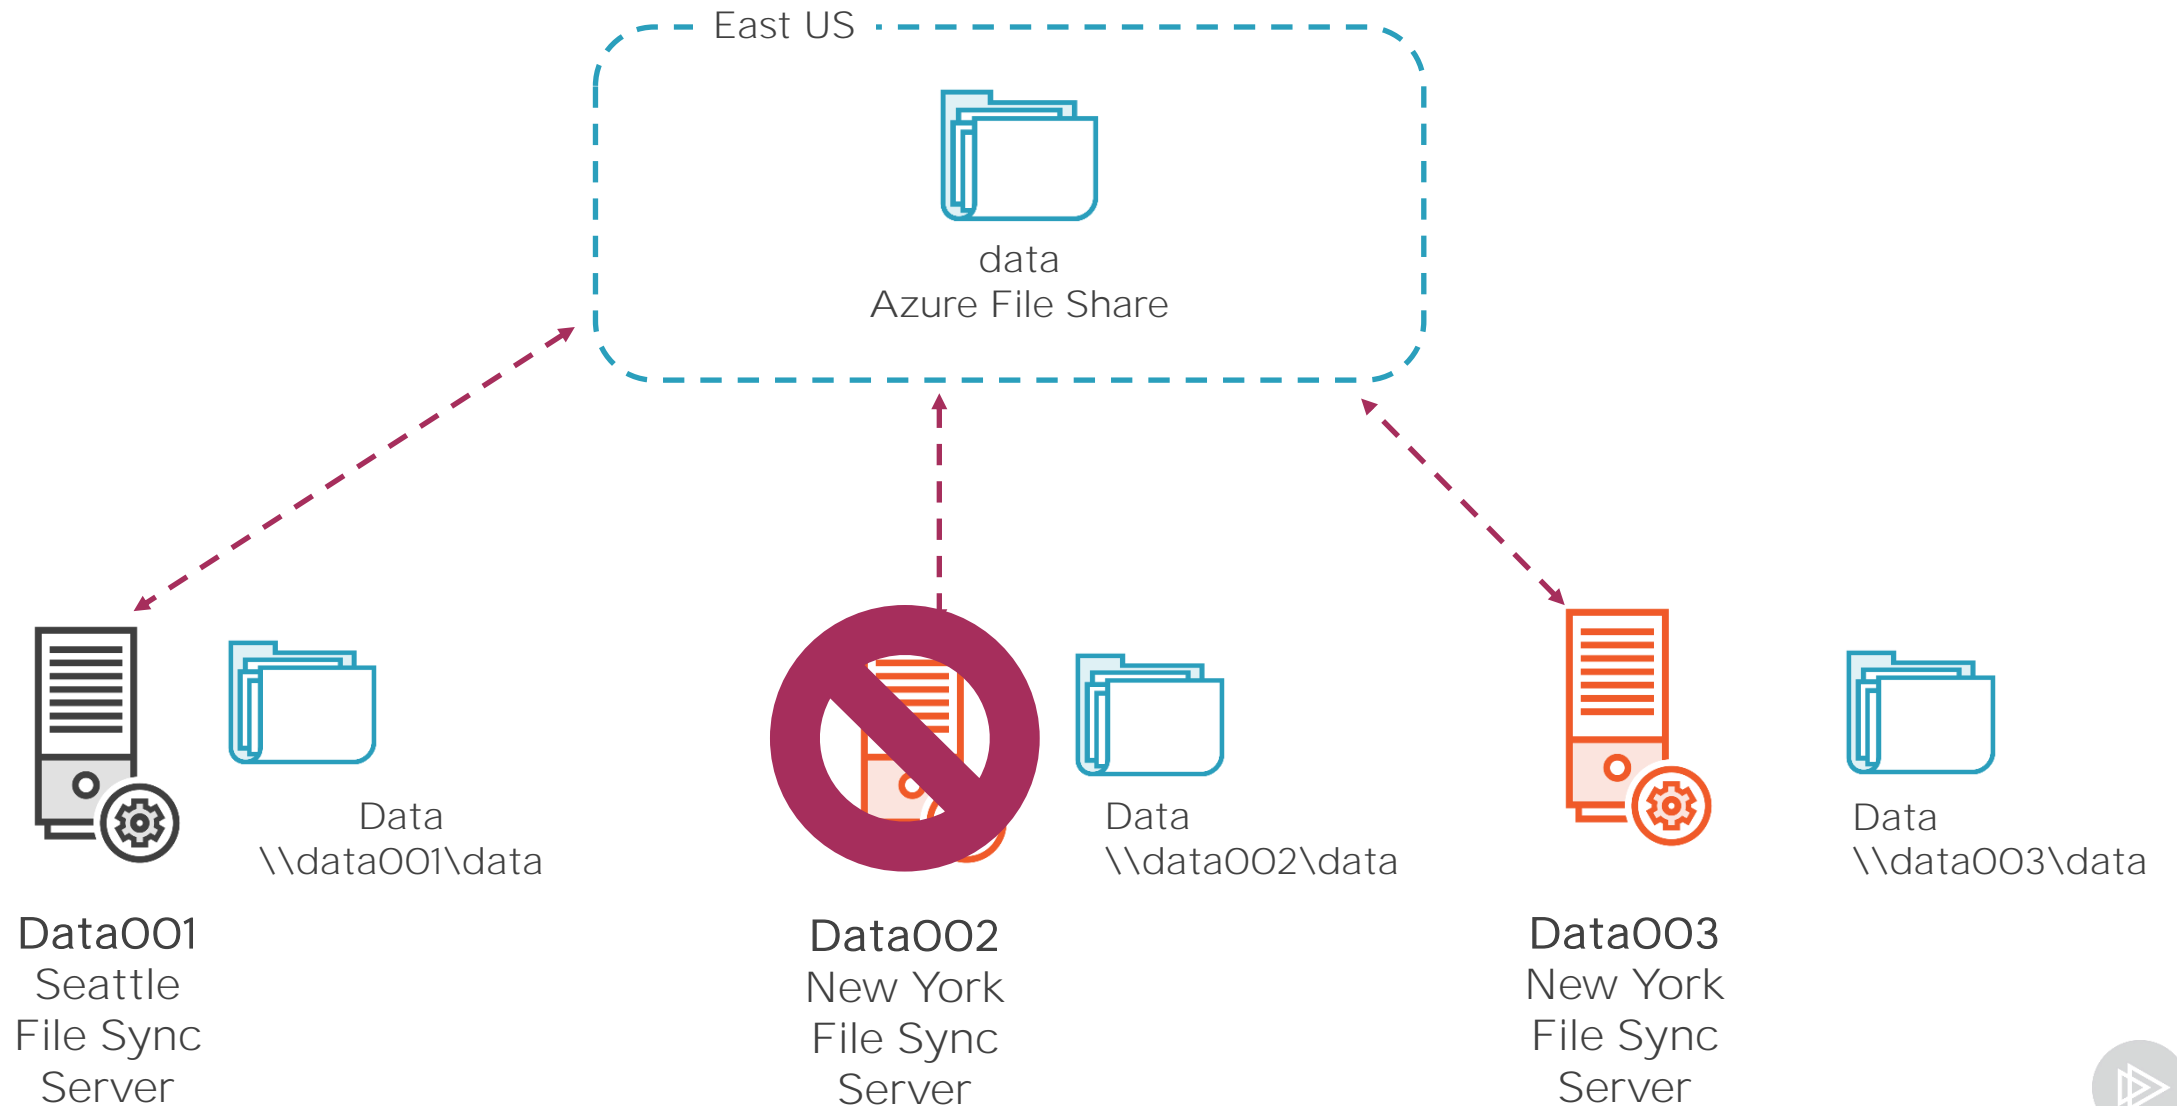 East US
data
Azure File Share
Data
\\data001\data
Data001
Seattle
File Sync
Server
Data
\\data002\data
Data002
New York
File Sync
Server
Data
\\data003\data
Data003
New York
File Sync
Server